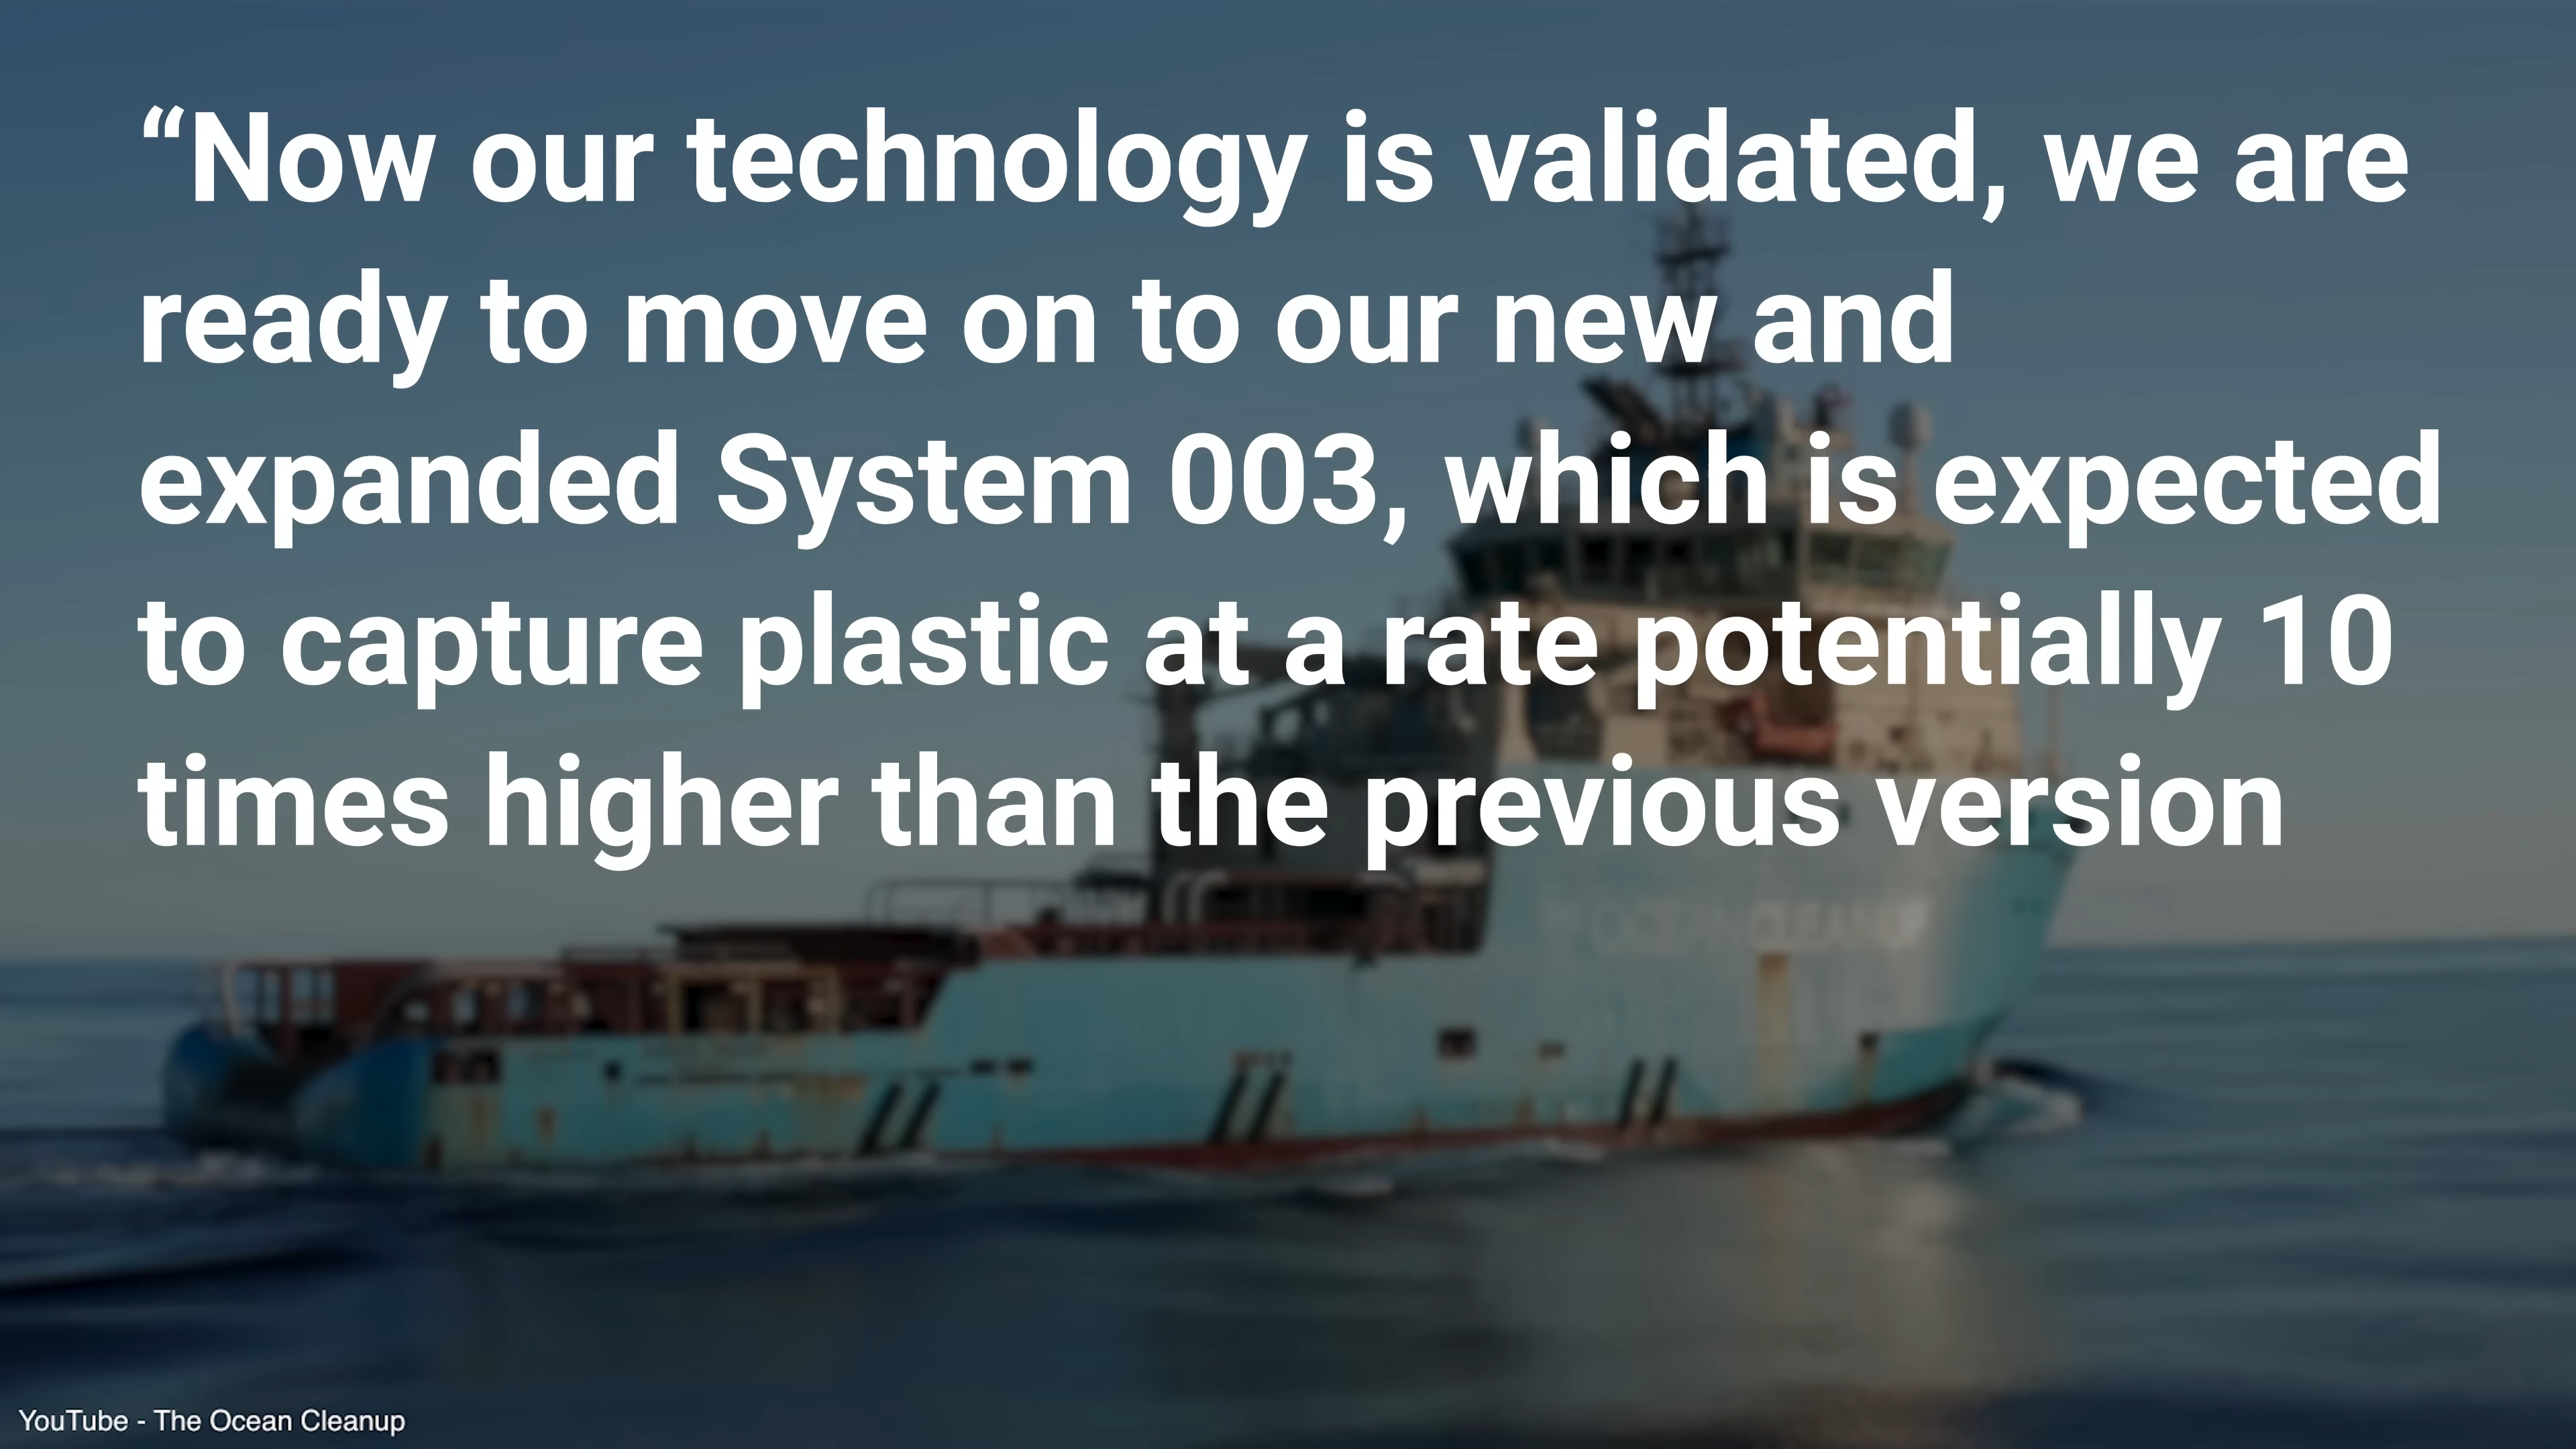 “Now our technology is validated, we are
ready to move on to our new and
expanded System 003, which is expected
to capture plastic at a rate potentially 10
times higher than the previous version
OCEAN CLEANUP
YouTube - The Ocean Cleanup